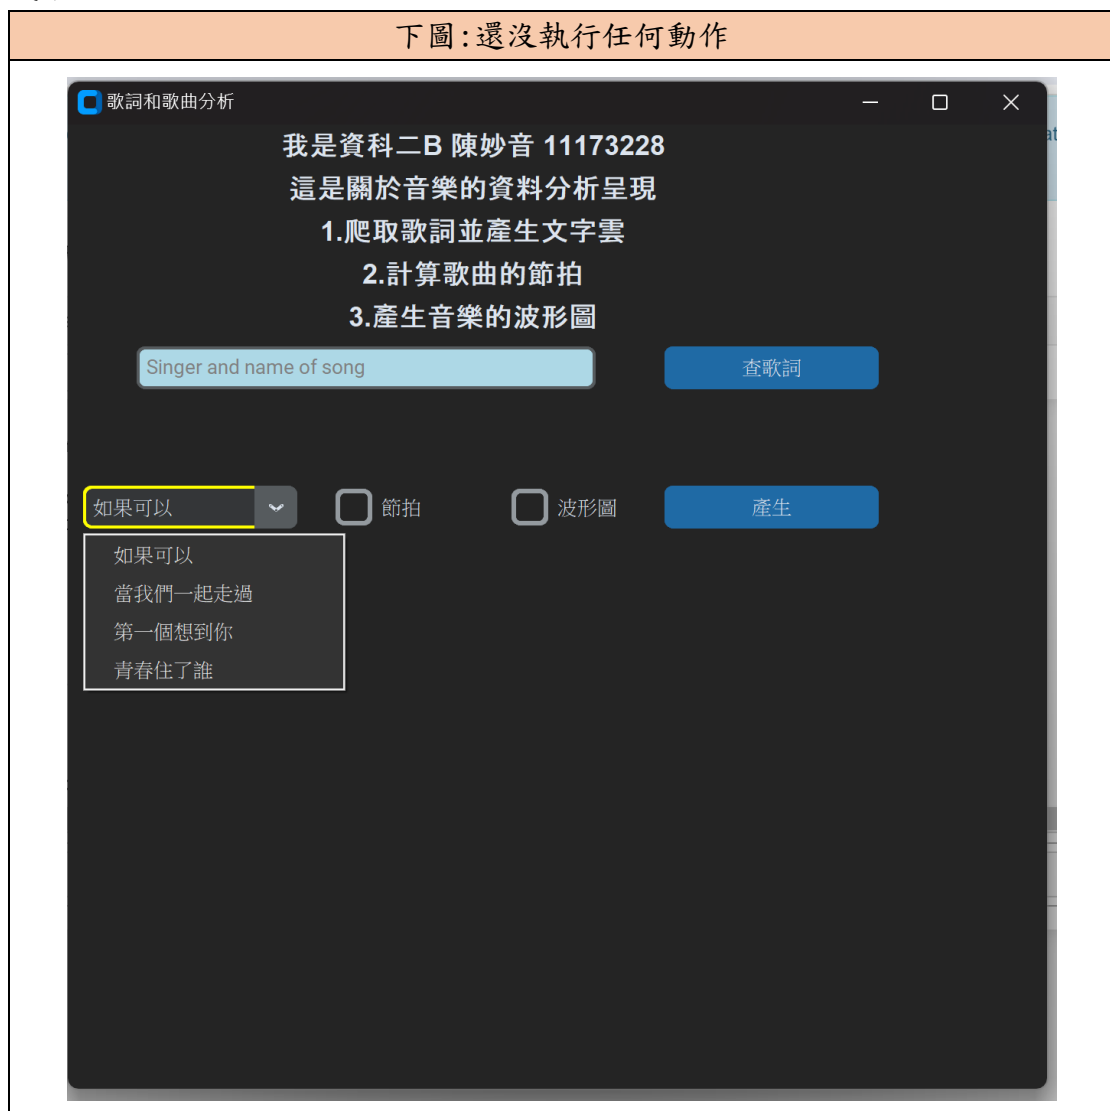 下圖:還沒執行任何動作
歌詞和歌曲分析
我是資科二B 陳妙音 11173228
這是關於音樂的資料分析呈現
1.爬取歌詞並產生文字雲
2.計算歌曲的節拍
3.產生音樂的波形圖
Singer and name of song 查歌詞
如果可以 節拍 波形圖 產生
如果可以
當我們一起走過
第一個想到你
青春住了誰